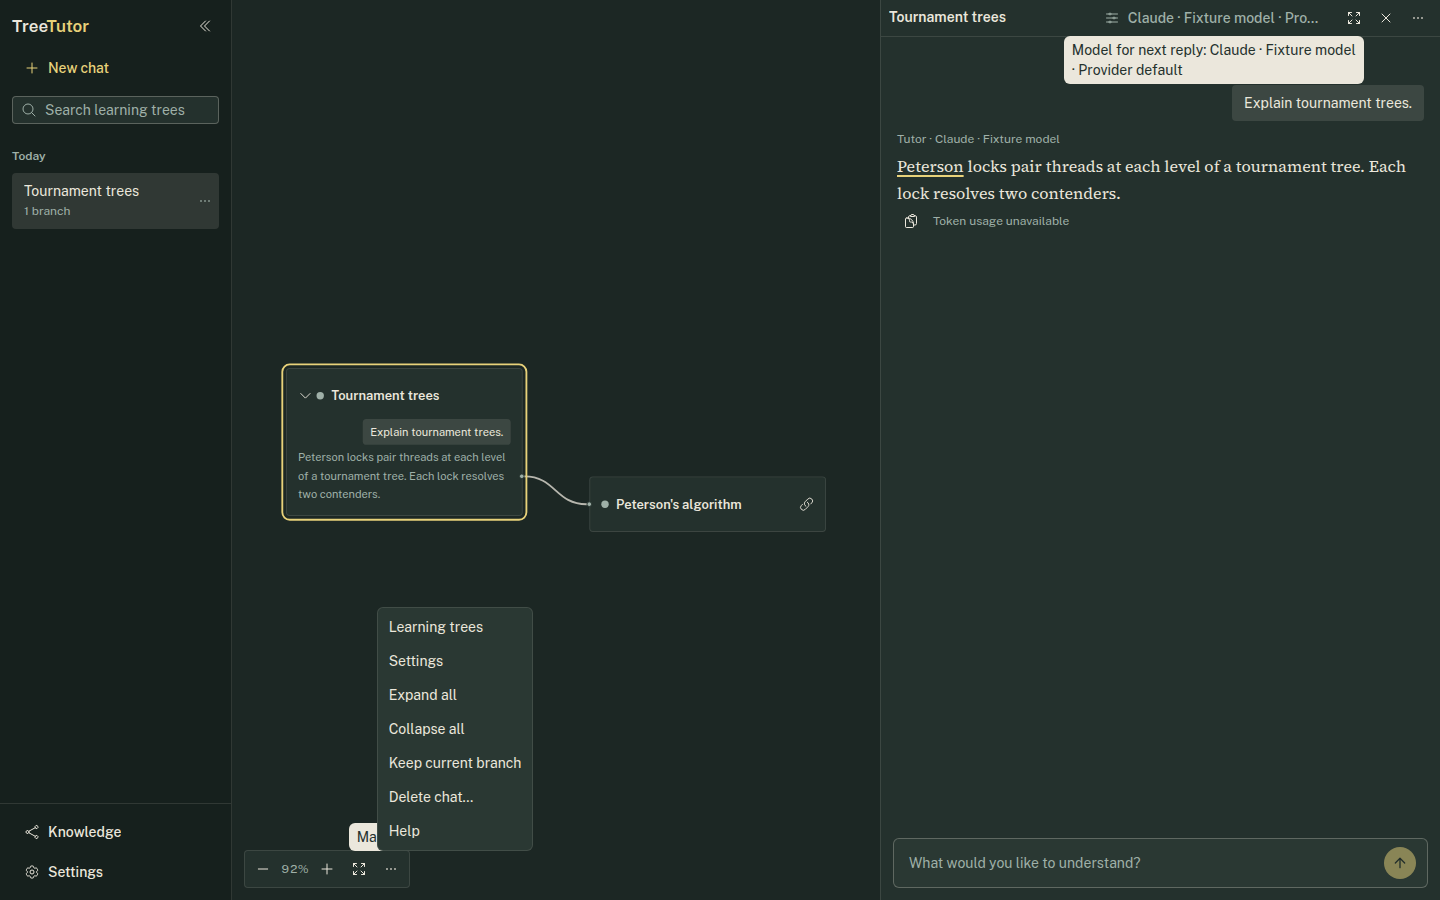 TreeTutor
New chat
Search learning trees
Today
Tournament trees
1 branch
Knowledge
Settings
Tournament trees
Explain tournament trees.
Peterson locks pair threads at each level
of a tournament tree. Each lock resolves
two contenders.
Peterson's algorithm
Learning trees
Settings
Expand all
Collapse all
Keep current branch
Delete chat...
Help
Ma
92%
Tournament trees
Claude · Fixture model · Pro...
Model for next reply: Claude · Fixture model
· Provider default
Explain tournament trees.
Tutor · Claude · Fixture model
Peterson locks pair threads at each level of a tournament tree. Each
lock resolves two contenders.
Token usage unavailable
What would you like to understand?